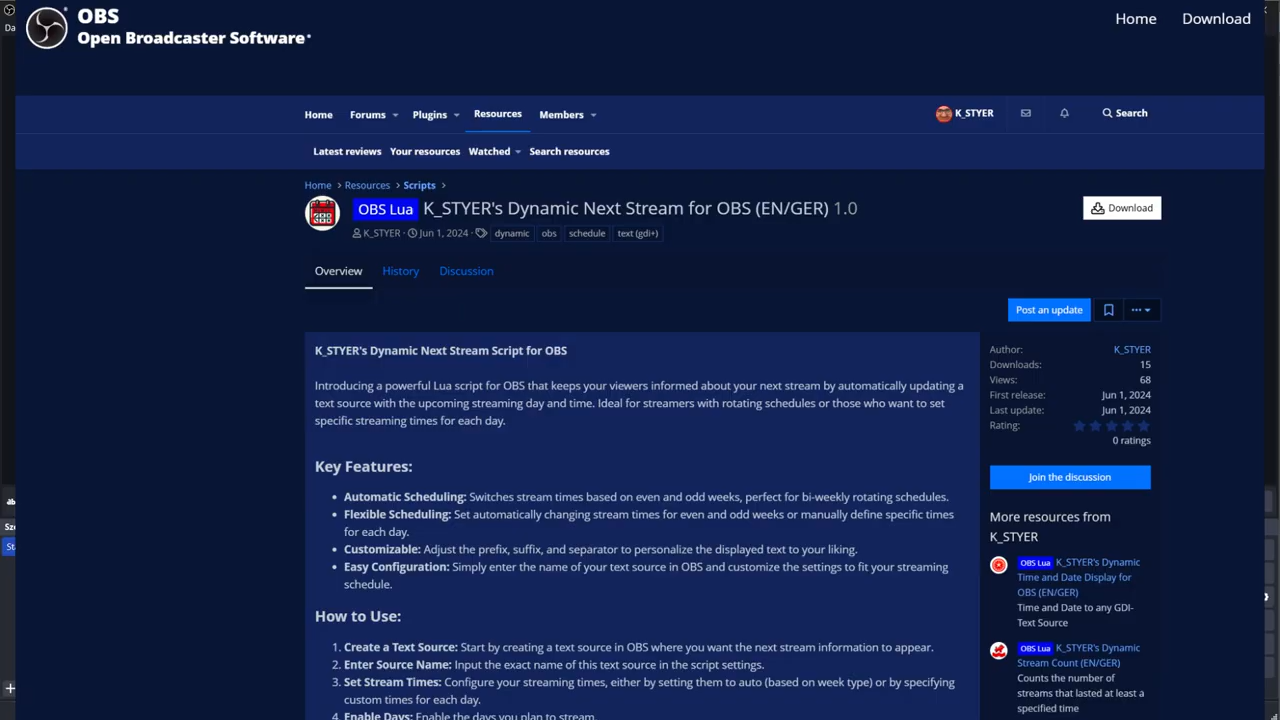 OBS
Open Broadcaster Software
Home Download
Home Forums Plugins Resources Members K_STYER Search
Latest reviews Your resources Watched Search resources
Home > Resources > Scripts >
OBS Lua K_STYER's Dynamic Next Stream for OBS (EN/GER) 1.0
Download
K_STYER Jun 1, 2024 dynamic obs schedule text (gdi+)
Overview History Discussion
Post an update
K_STYER's Dynamic Next Stream Script for OBS
Introducing a powerful Lua script for OBS that keeps your viewers informed about your next stream by automatically updating a
text source with the upcoming streaming day and time. Ideal for streamers with rotating schedules or those who want to set
specific streaming times for each day.
Key Features:
• Automatic Scheduling: Switches stream times based on even and odd weeks, perfect for bi-weekly rotating schedules.
• Flexible Scheduling: Set automatically changing stream times for even and odd weeks or manually define specific times
for each day.
• Customizable: Adjust the prefix, suffix, and separator to personalize the displayed text to your liking.
• Easy Configuration: Simply enter the name of your text source in OBS and customize the settings to fit your streaming
schedule.
How to Use:
1. Create a Text Source: Start by creating a text source in OBS where you want the next stream information to appear.
2. Enter Source Name: Input the exact name of this text source in the script settings.
3. Set Stream Times: Configure your streaming times, either by setting them to auto (based on week type) or by specifying
custom times for each day.
4. Enable Days: Enable the days you plan to stream.
Author: K_STYER
Downloads: 15
Views: 68
First release: Jun 1, 2024
Last update: Jun 1, 2024
Rating:
0 ratings
Join the discussion
More resources from
K_STYER
OBS Lua K_STYER's Dynamic
Time and Date Display for
OBS (EN/GER)
Time and Date to any GDI-
Text Source
OBS Lua K_STYER's Dynamic
Stream Count (EN/GER)
Counts the number of
streams that lasted at least a
specified time